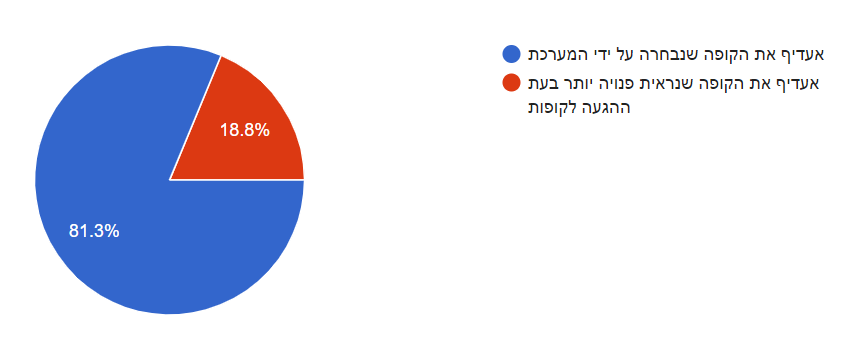 אעדיף את הקופה שנבחרה על ידי המערכת
אעדיף את הקופה שנראית פנויה יותר בעת
ההגעה לקופות
18.8%
81.3%